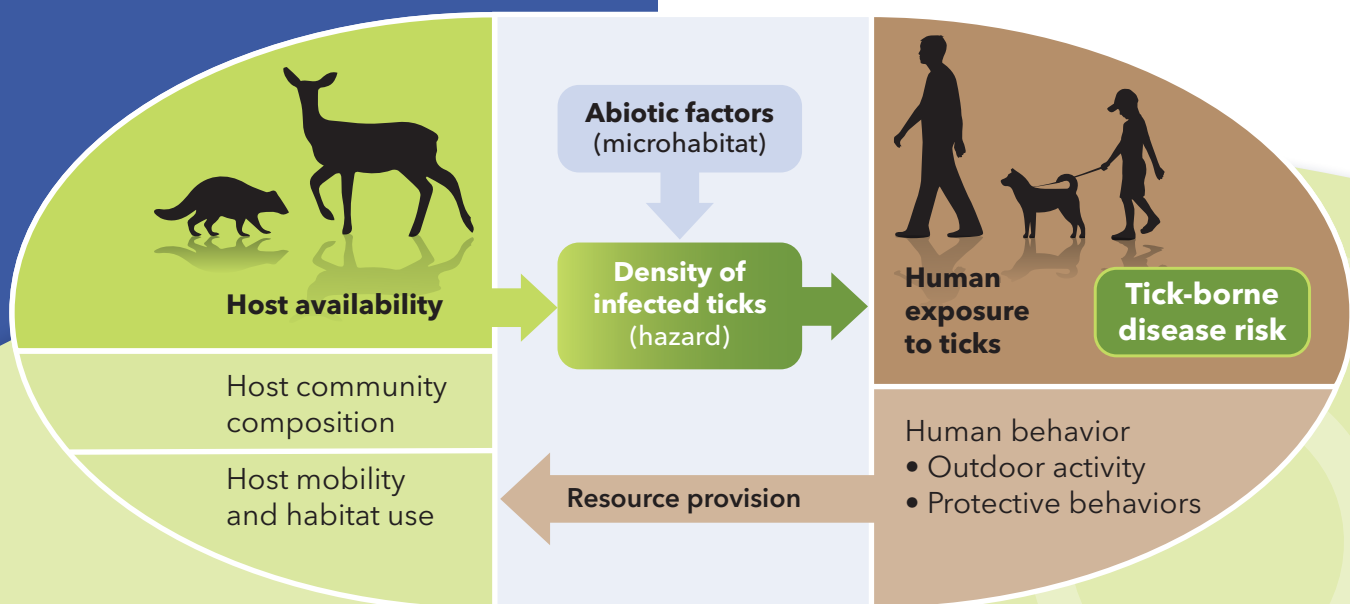 Abiotic factors
(microhabitat)
Host availability
Density of
infected ticks
(hazard)
Human
exposure
to ticks
Tick-borne
disease risk
Host community
composition
Host mobility
and habitat use
Resource provision
Human behavior
• Outdoor activity
• Protective behaviors